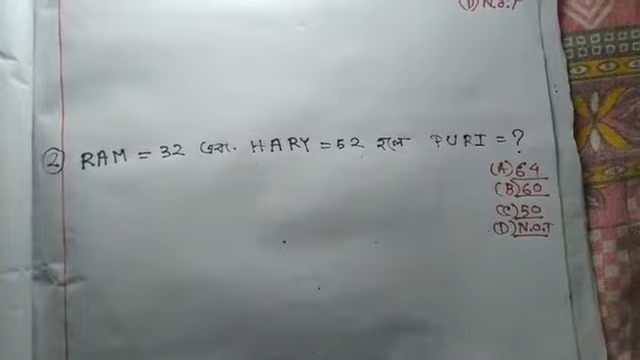 (D) N.O.T
(2) RAM = 32 এবং HARY = 52 হলে PURI = ?
(A) 64
(B) 60
(C) 50
(D) N.O.T